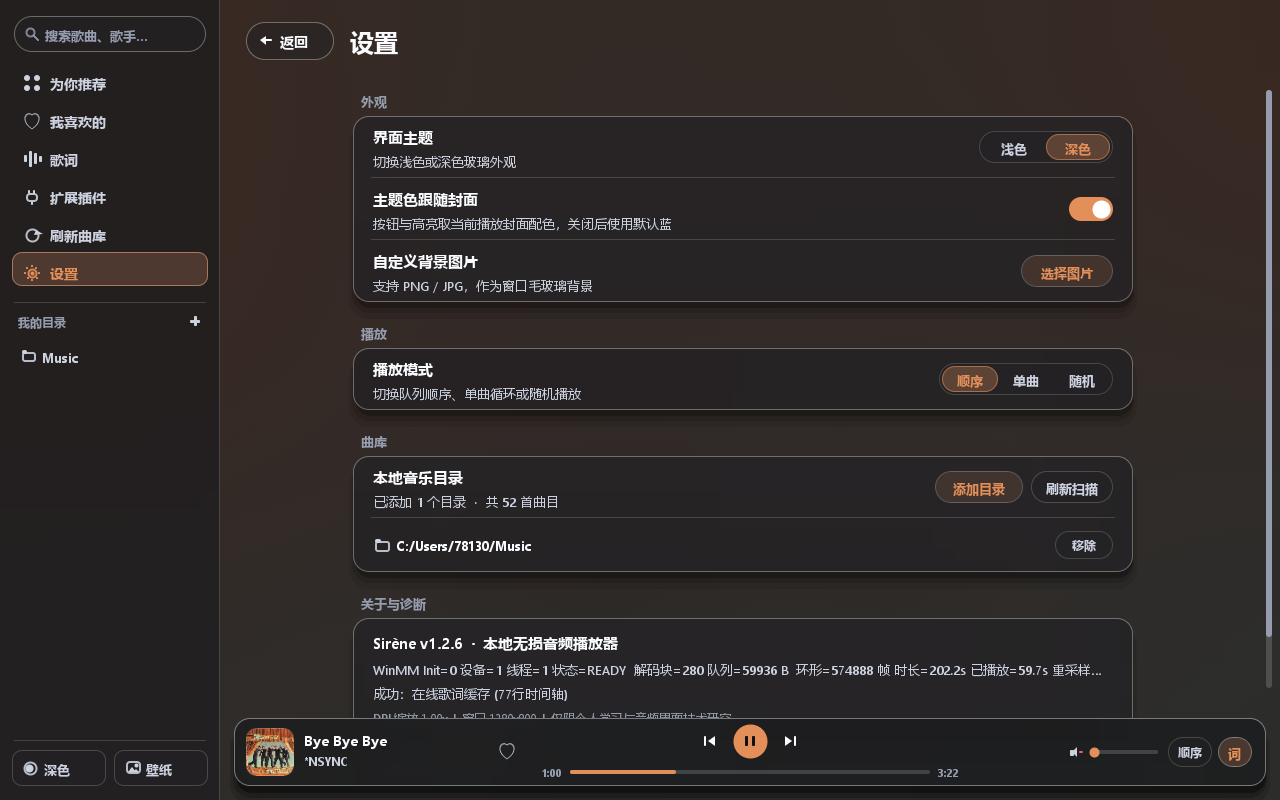 搜索歌曲、歌手...
为你推荐
我喜欢的
歌词
扩展插件
刷新曲库
设置
我的目录
Music
深色
壁纸
返回
设置
外观
界面主题
切换浅色或深色玻璃外观
浅色
深色
主题色跟随封面
按钮与高亮取当前播放封面配色，关闭后使用默认蓝
自定义背景图片
支持 PNG / JPG，作为窗口毛玻璃背景
选择图片
播放
播放模式
切换队列顺序、单曲循环或随机播放
顺序
单曲
随机
曲库
本地音乐目录
已添加 1 个目录 · 共 52 首曲目
添加目录
刷新扫描
C:/Users/78130/Music
移除
关于与诊断
Sirène v1.2.6 · 本地无损音频播放器
WinMM Init=0 设备=1 线程=1 状态=READY 解码块=280 队列=59936 B 环形=574888 帧 时长=202.2s 已播放=59.7s 重采样...
成功：在线歌词缓存 (77行时间轴)
Bye Bye Bye
*NSYNC
1:00
3:22
顺序
词